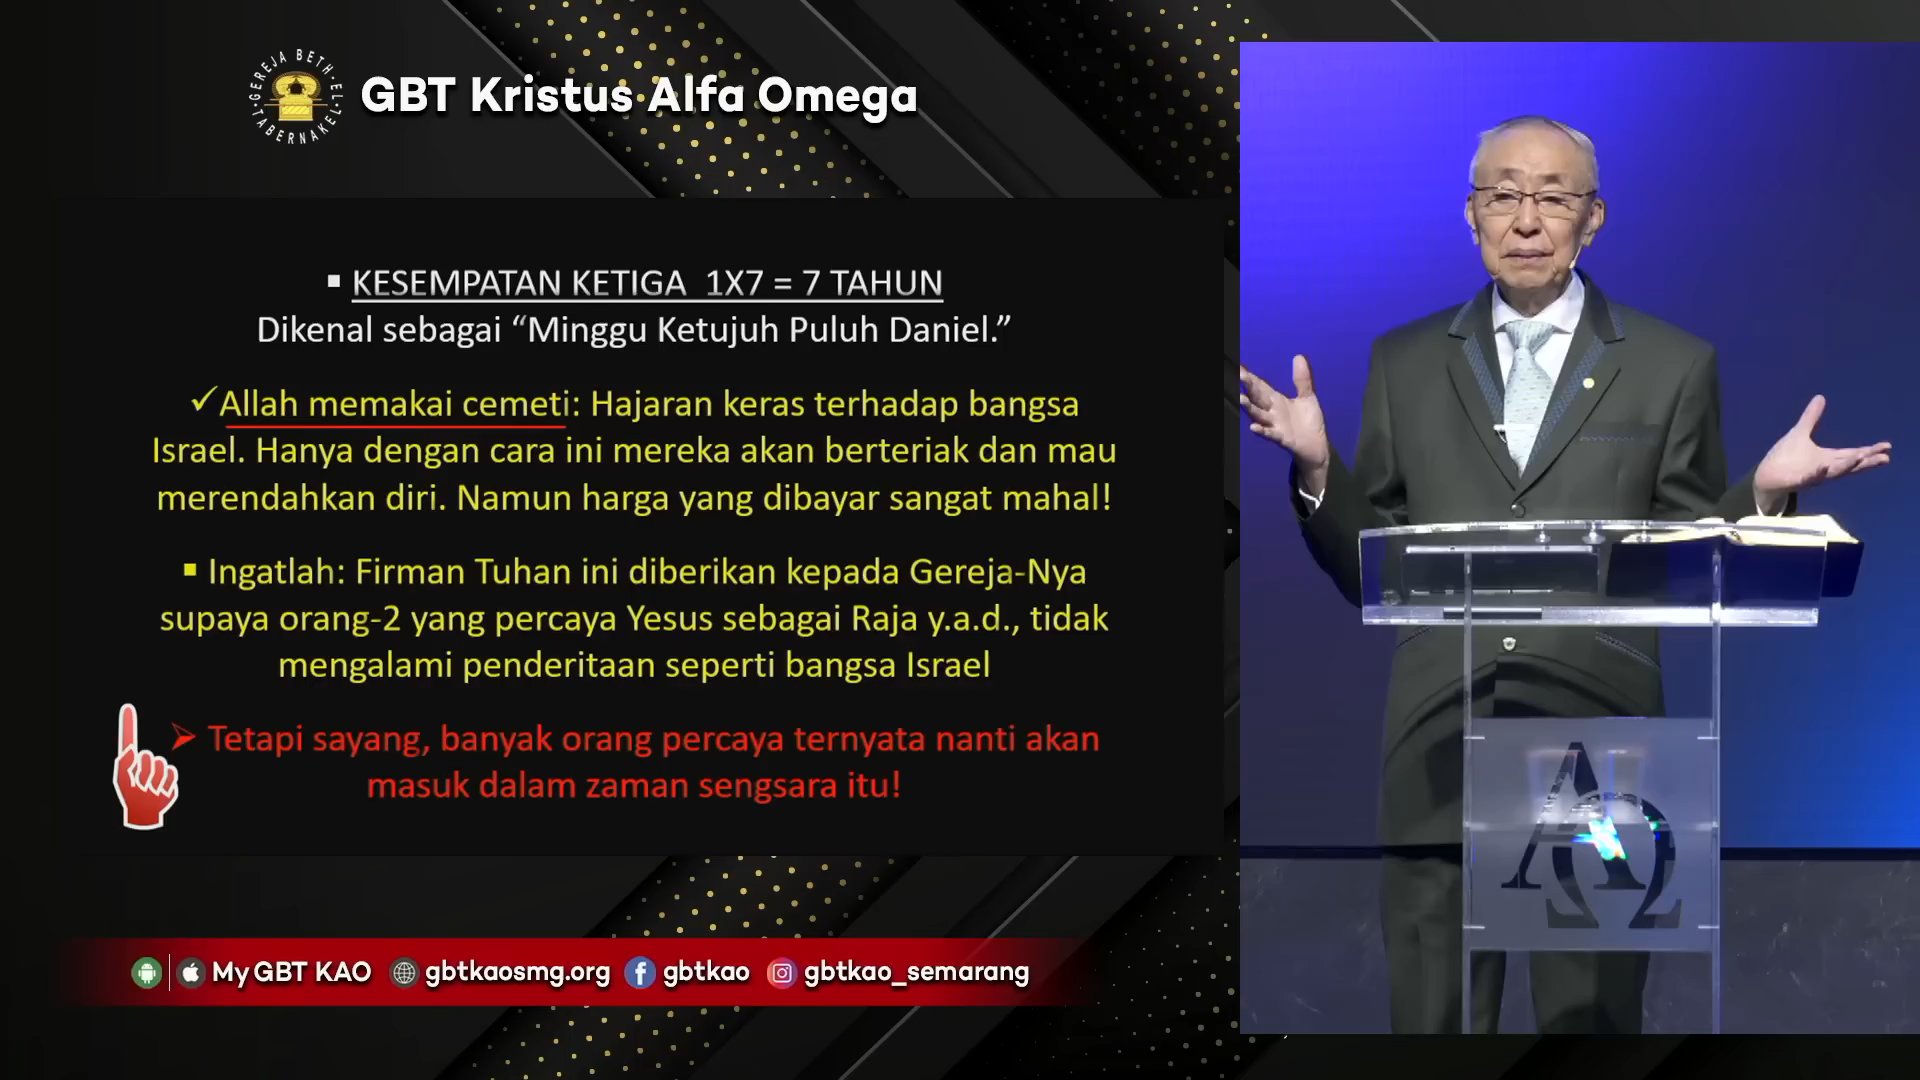 GEREJA BETH-EL TABERNAKEL
GBT Kristus Alfa Omega
▪ KESEMPATAN KETIGA 1X7 = 7 TAHUN
Dikenal sebagai “Minggu Ketujuh Puluh Daniel.”
✓Allah memakai cemeti: Hajaran keras terhadap bangsa
Israel. Hanya dengan cara ini mereka akan berteriak dan mau
merendahkan diri. Namun harga yang dibayar sangat mahal!
▪ Ingatlah: Firman Tuhan ini diberikan kepada Gereja-Nya
supaya orang-2 yang percaya Yesus sebagai Raja y.a.d., tidak
mengalami penderitaan seperti bangsa Israel
➢ Tetapi sayang, banyak orang percaya ternyata nanti akan
masuk dalam zaman sengsara itu!
My GBT KAO gbtkaosmg.org gbtkao gbtkao_semarang
ΑΩ